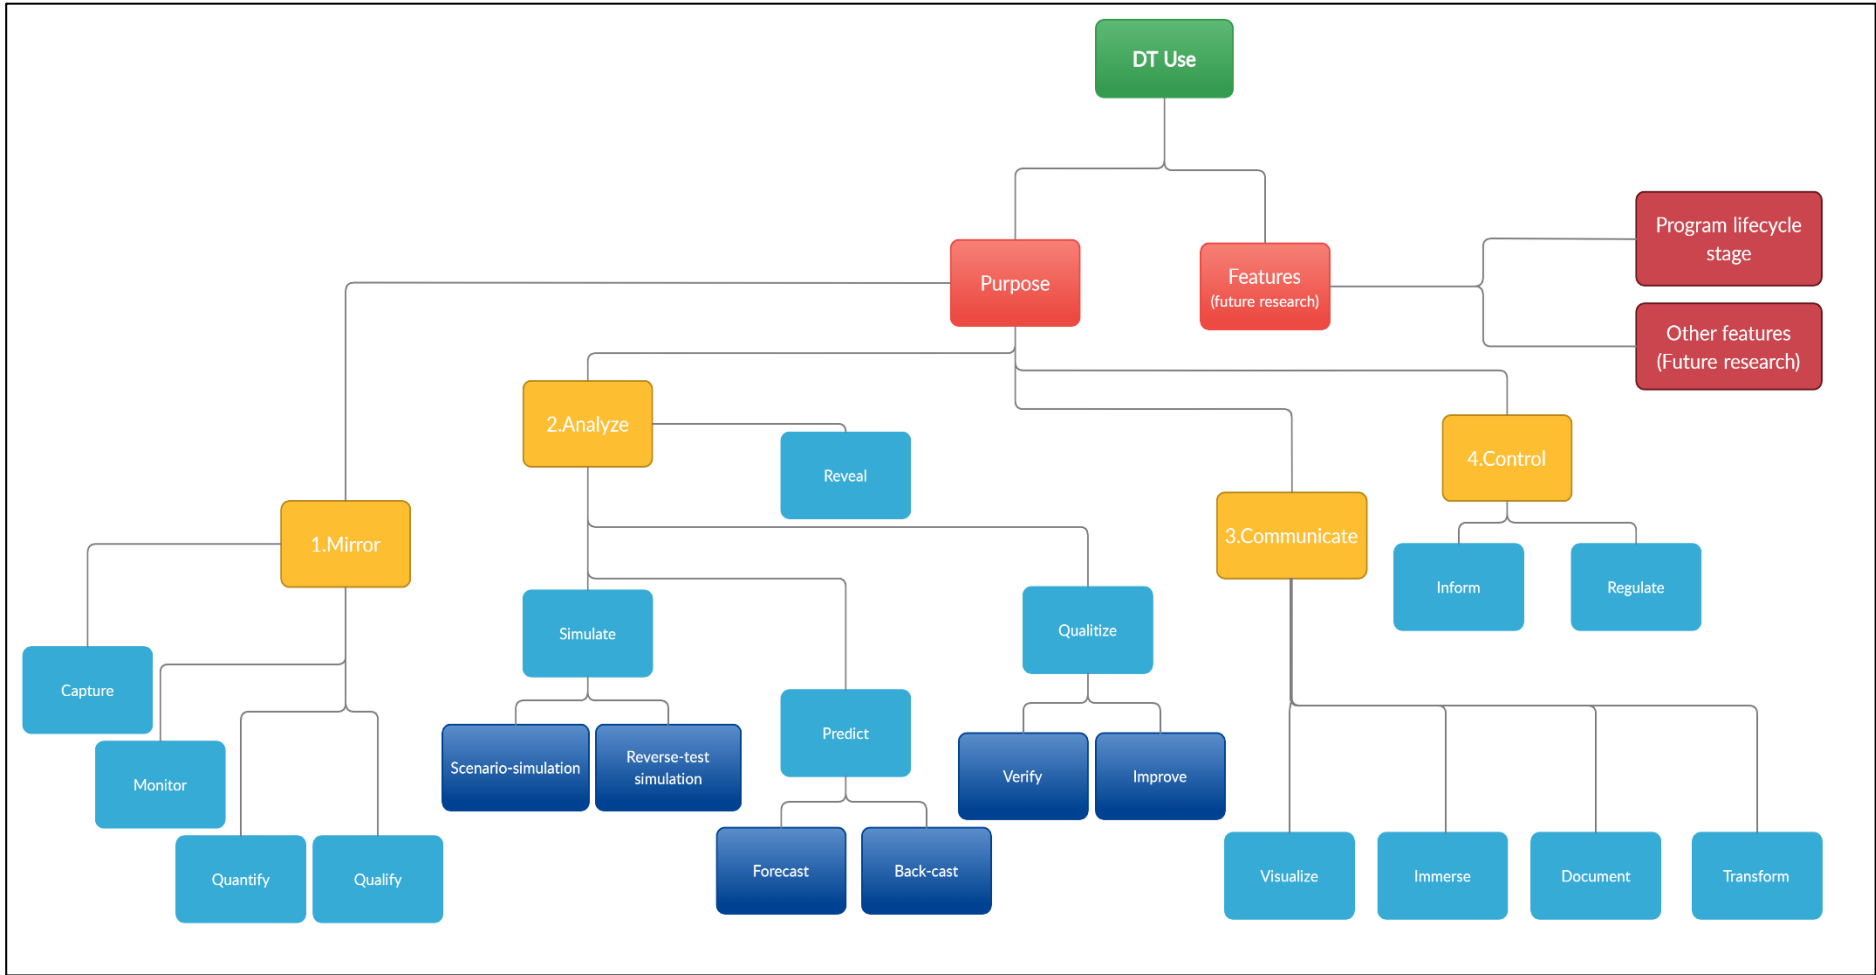 DT Use
Purpose
Features
(future research)
Program lifecycle
stage
Other features
(Future research)
1.Mirror
2.Analyze
Reveal
3.Communicate
4.Control
Capture
Monitor
Quantify
Qualify
Simulate
Scenario-simulation
Reverse-test
simulation
Predict
Forecast
Back-cast
Qualitize
Verify
Improve
Visualize
Immerse
Document
Transform
Inform
Regulate